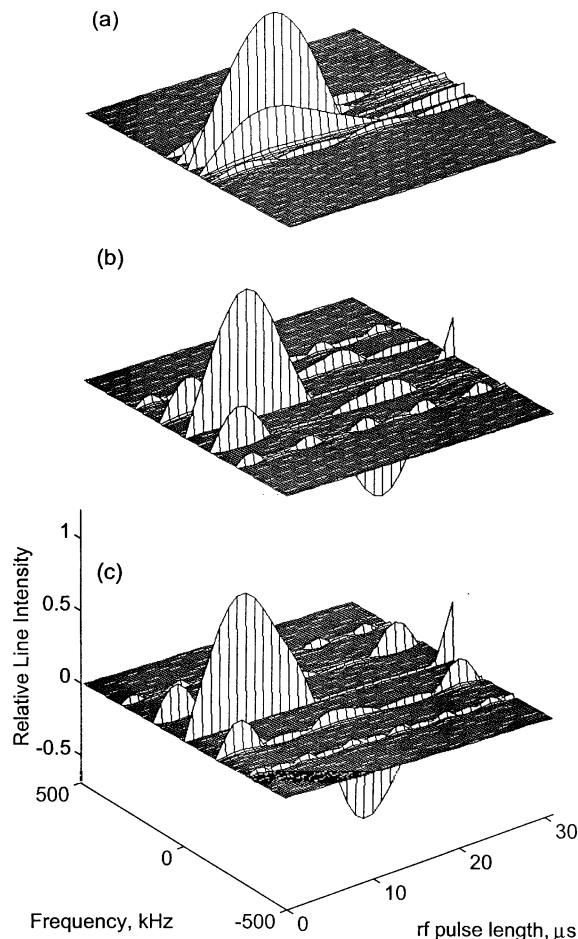 (a)
(b)
(c)
Relative Line Intensity
1
0.5
0
-0.5
500
0
-500
Frequency, kHz
0
10
20
30
rf pulse length, μs